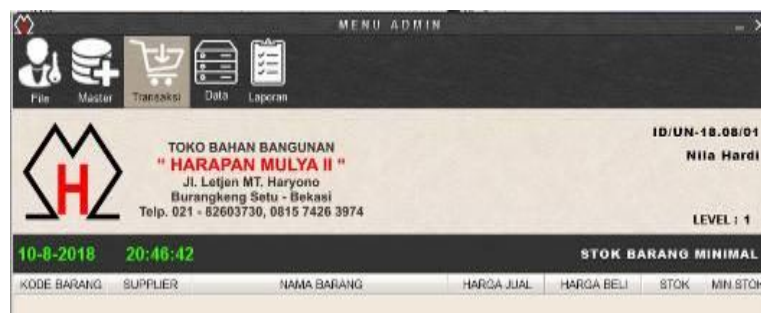 MENU ADMIN
File Master Transaksi Data Laporan
H
TOKO BAHAN BANGUNAN
" HARAPAN MULYA II "
Jl. Letjen MT. Haryono
Burangkeng Setu - Bekasi
Telp. 021 - 82603730, 0815 7426 3974
ID/UN-18.08/01
Nila Hardi
LEVEL : 1
10-8-2018 20:46:42 STOK BARANG MINIMAL
KODE BARANG SUPPLIER NAMA BARANG HARGA JUAL HARGA BELI STOK MIN.STOK